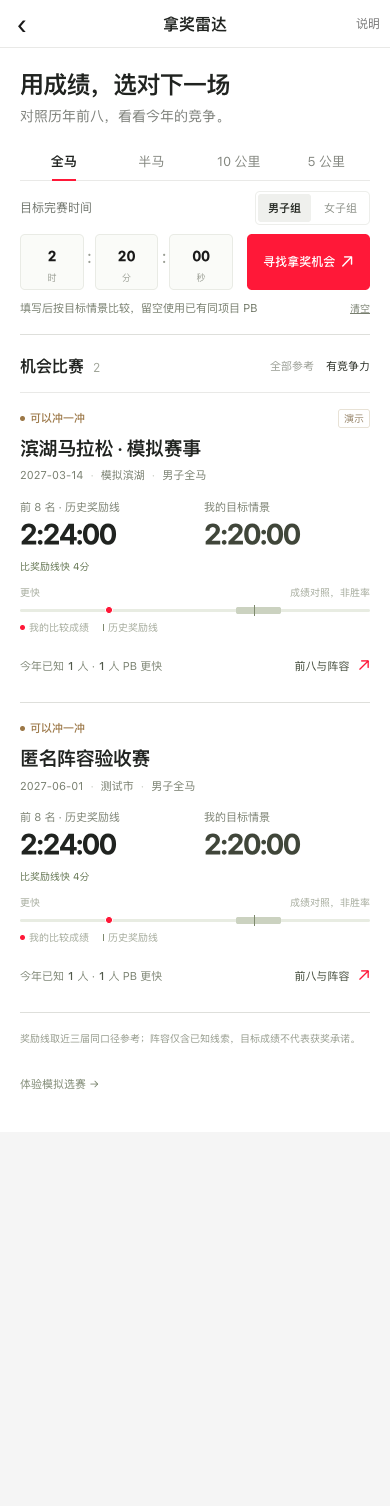 拿奖雷达
说明
用成绩，选对下一场
对照历年前八，看看今年的竞争。
全马 半马 10 公里 5 公里
目标完赛时间 男子组 女子组
2 : 20 : 00 寻找拿奖机会
时 分 秒
填写后按目标情景比较，留空使用已有同项目 PB 清空
机会比赛 2 全部参考 有竞争力
可以冲一冲 演示
滨湖马拉松 · 模拟赛事
2027-03-14 · 模拟滨湖 · 男子全马
前 8 名 · 历史奖励线 我的目标情景
2:24:00 2:20:00
比奖励线快 4分
更快 成绩对照，非胜率
我的比较成绩 历史奖励线
今年已知 1 人 · 1 人 PB 更快 前八与阵容
可以冲一冲
匿名阵容验收赛
2027-06-01 · 测试市 · 男子全马
前 8 名 · 历史奖励线 我的目标情景
2:24:00 2:20:00
比奖励线快 4分
更快 成绩对照，非胜率
我的比较成绩 历史奖励线
今年已知 1 人 · 1 人 PB 更快 前八与阵容
奖励线取近三届同口径参考；阵容仅含已知线索，目标成绩不代表获奖承诺。
体验模拟选赛 →